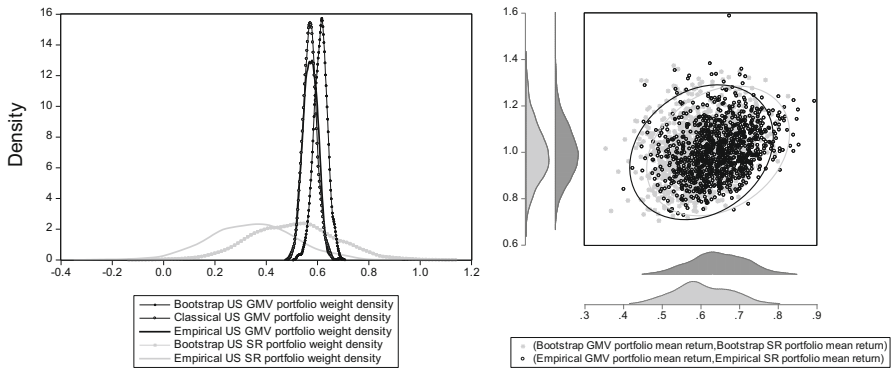 16
14
12
10
8
6
4
2
0
Density
-0.4 -0.2 0.0 0.2 0.4 0.6 0.8 1.0 1.2
Bootstrap US GMV portfolio weight density
Classical US GMV portfolio weight density
Empirical US GMV portfolio weight density
Bootstrap US SR portfolio weight density
Empirical US SR portfolio weight density
1.6
1.4
1.2
1.0
0.8
0.6
.3 .4 .5 .6 .7 .8 .9
(Bootstrap GMV portfolio mean return,Bootstrap SR portfolio mean return)
(Empirical GMV portfolio mean return,Empirical SR portfolio mean return)